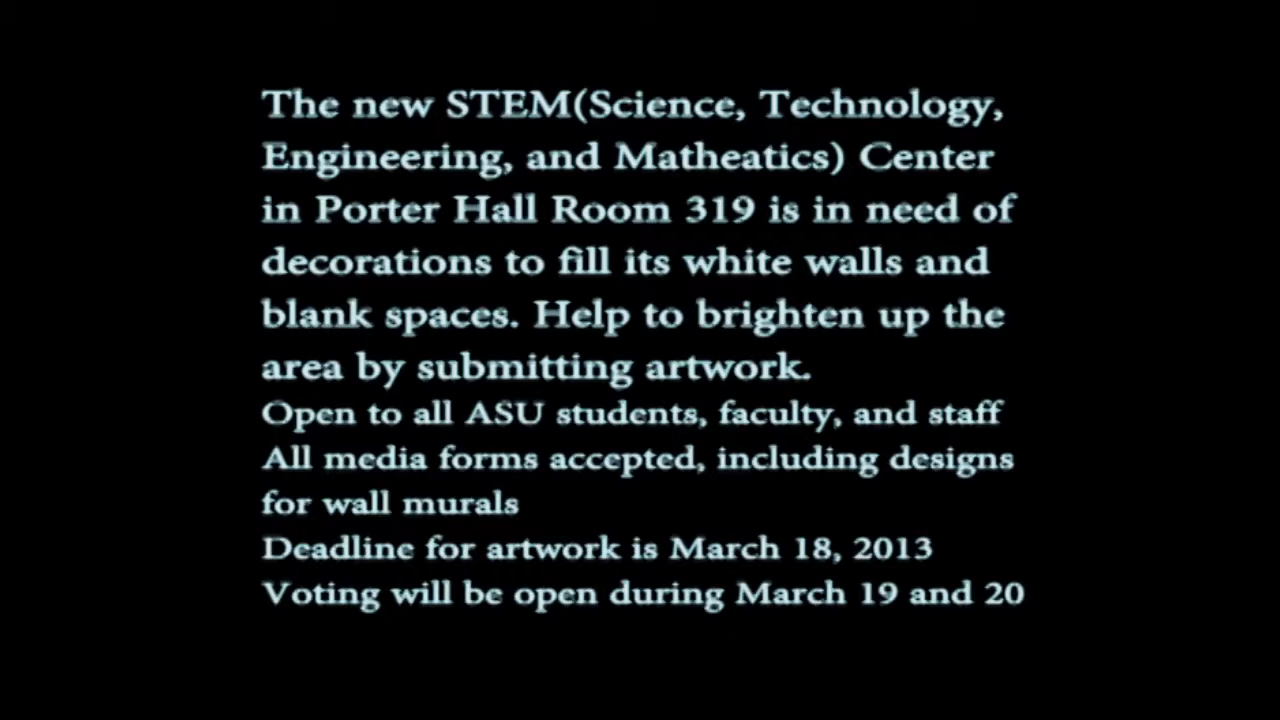 The new STEM(Science, Technology,
Engineering, and Matheatics) Center
in Porter Hall Room 319 is in need of
decorations to fill its white walls and
blank spaces. Help to brighten up the
area by submitting artwork.
Open to all ASU students, faculty, and staff
All media forms accepted, including designs
for wall murals
Deadline for artwork is March 18, 2013
Voting will be open during March 19 and 20